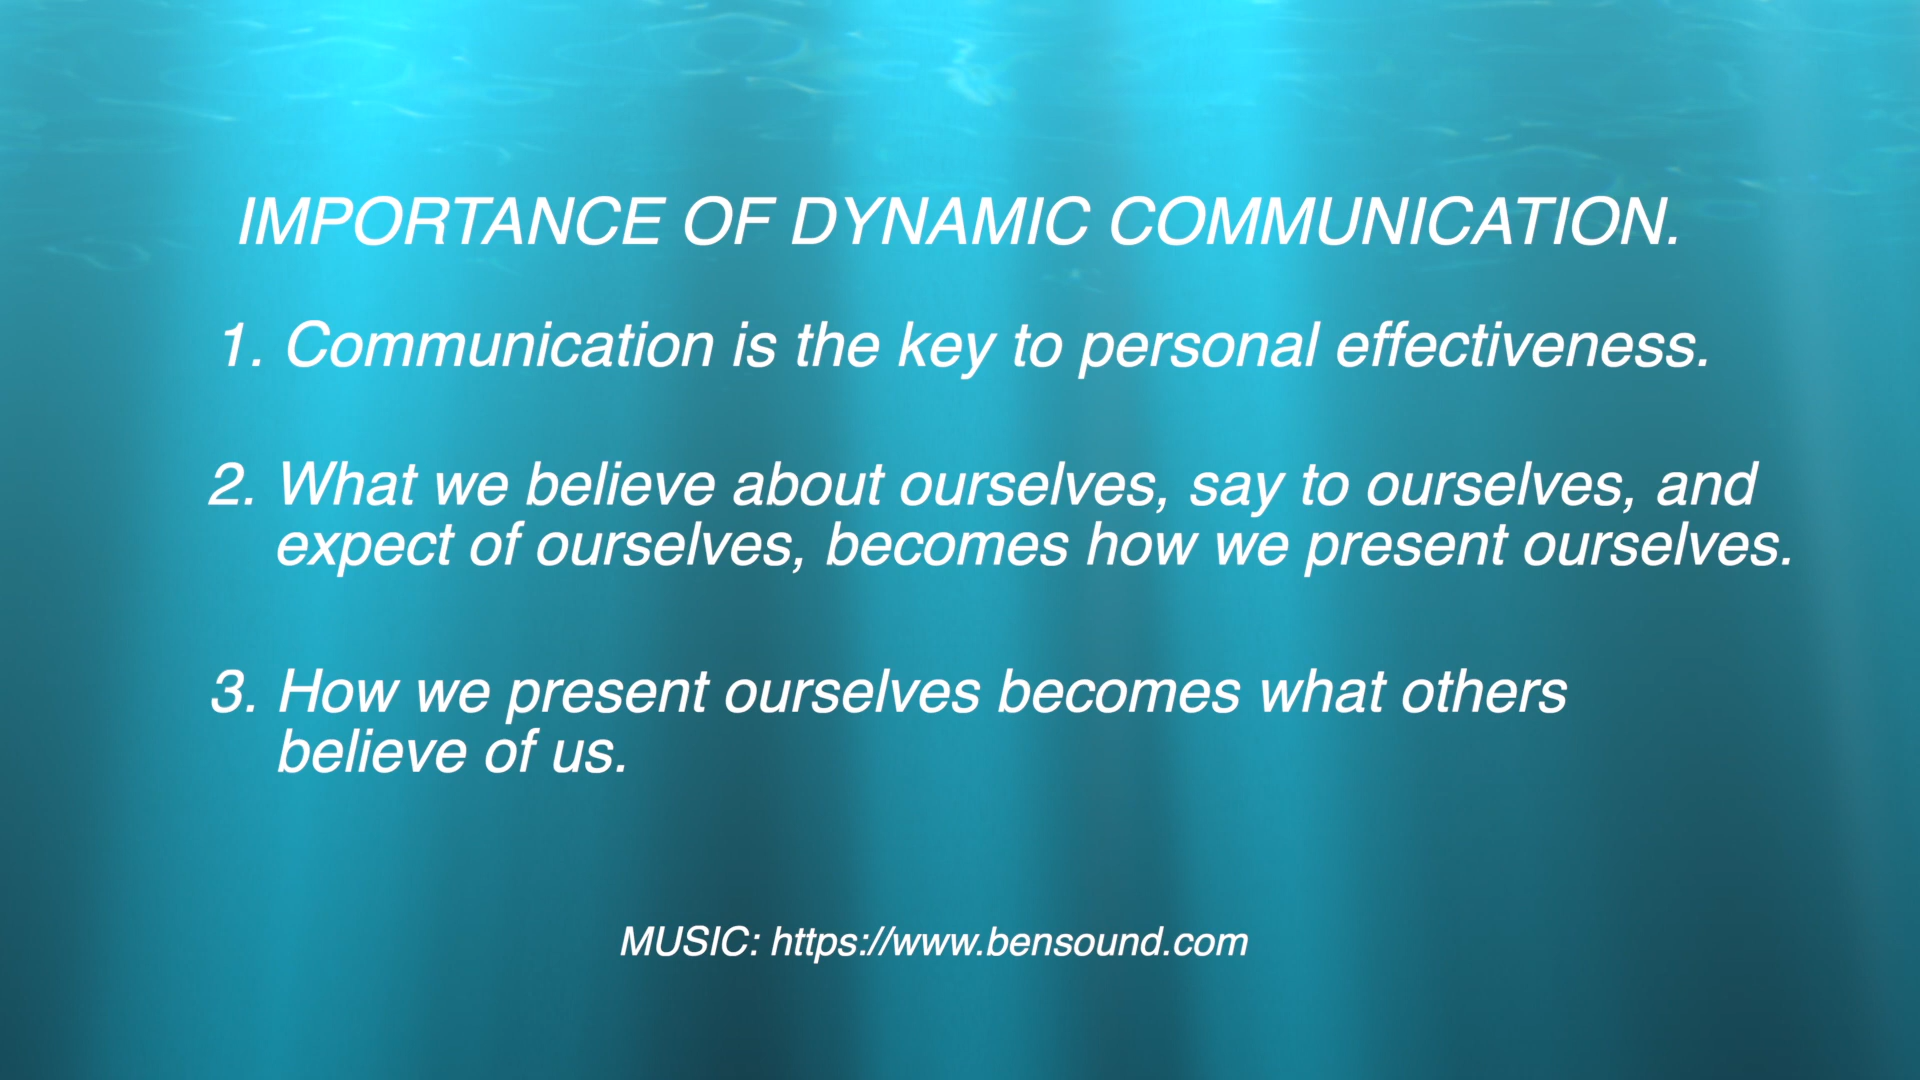 IMPORTANCE OF DYNAMIC COMMUNICATION.
1. Communication is the key to personal effectiveness.
2. What we believe about ourselves, say to ourselves, and
expect of ourselves, becomes how we present ourselves.
3. How we present ourselves becomes what others
believe of us.
MUSIC: https://www.bensound.com